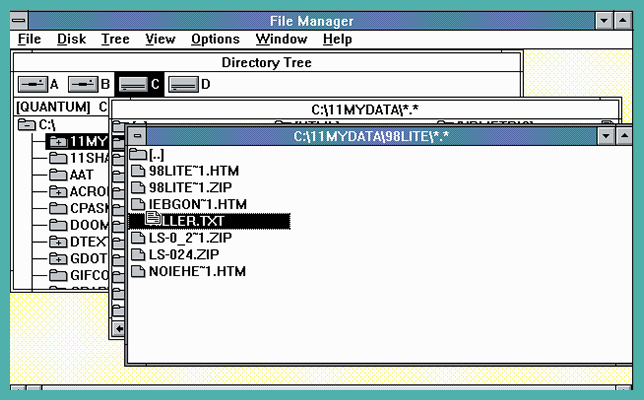 File Manager
File Disk Tree View Options Window Help
Directory Tree
A B C D
[QUANTUM] C
C:\11MYDATA\*.*
C:\
C:\11MYDATA\98LITE\*.*
11MY
[..]
11SHA
98LITE~1.HTM
AAT
98LITE~1.ZIP
ACRO
IEBGON~1.HTM
CPAS
LLER.TXT
DOOM
LS-0_2~1.ZIP
DTEXT
LS-024.ZIP
GDOT
NOIEHE~1.HTM
GIFCO